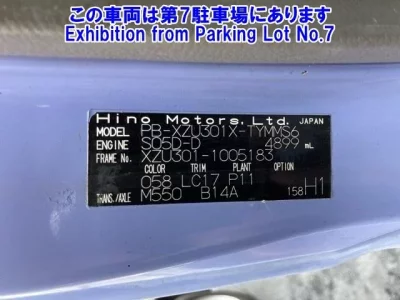 この車両は第7駐車場にあります
Exhibition from Parking Lot No.7
Hino Motors, Ltd. JAPAN
MODEL PB-XZU301X-TYMMS6
ENGINE S05D-D 4899 mL
FRAME No. XZU301-1005183
COLOR TRIM PLANT OPTION
058 LC17 P11
TRANS./AXLE M550 B14A 158 H1